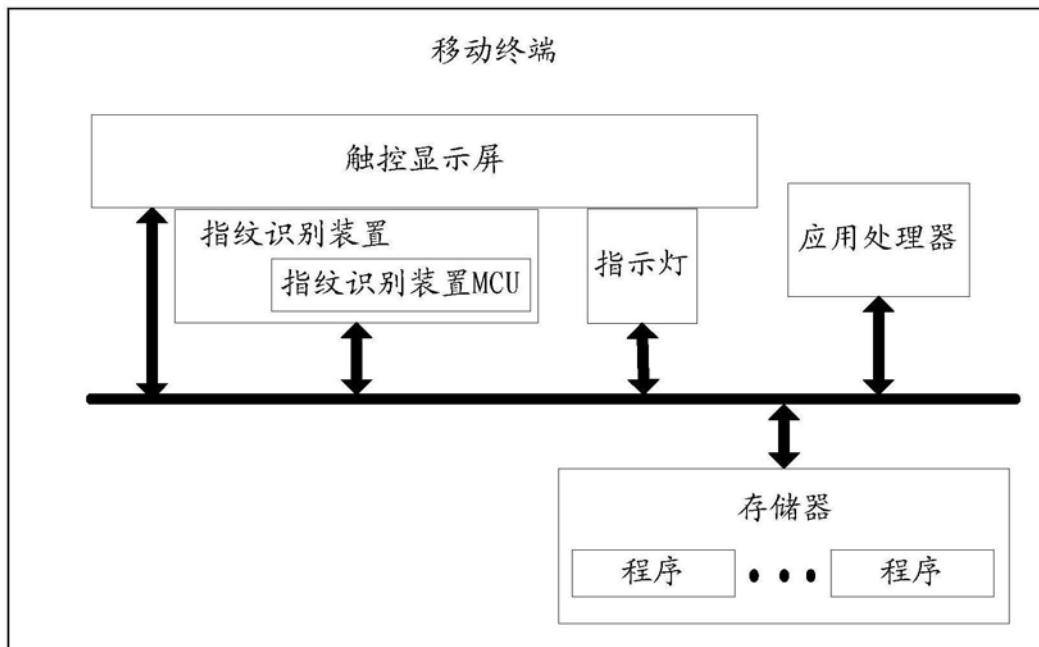 移动终端
触控显示屏
指纹识别装置
指纹识别装置MCU
指示灯
应用处理器
存储器
程序
程序